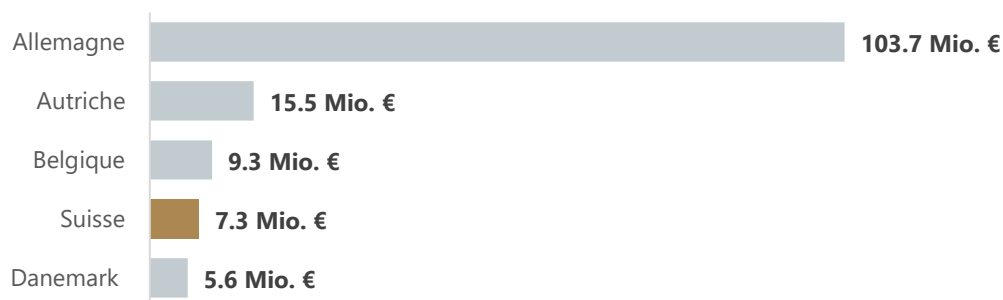 Allemagne 103.7 Mio. €
Autriche 15.5 Mio. €
Belgique 9.3 Mio. €
Suisse 7.3 Mio. €
Danemark 5.6 Mio. €